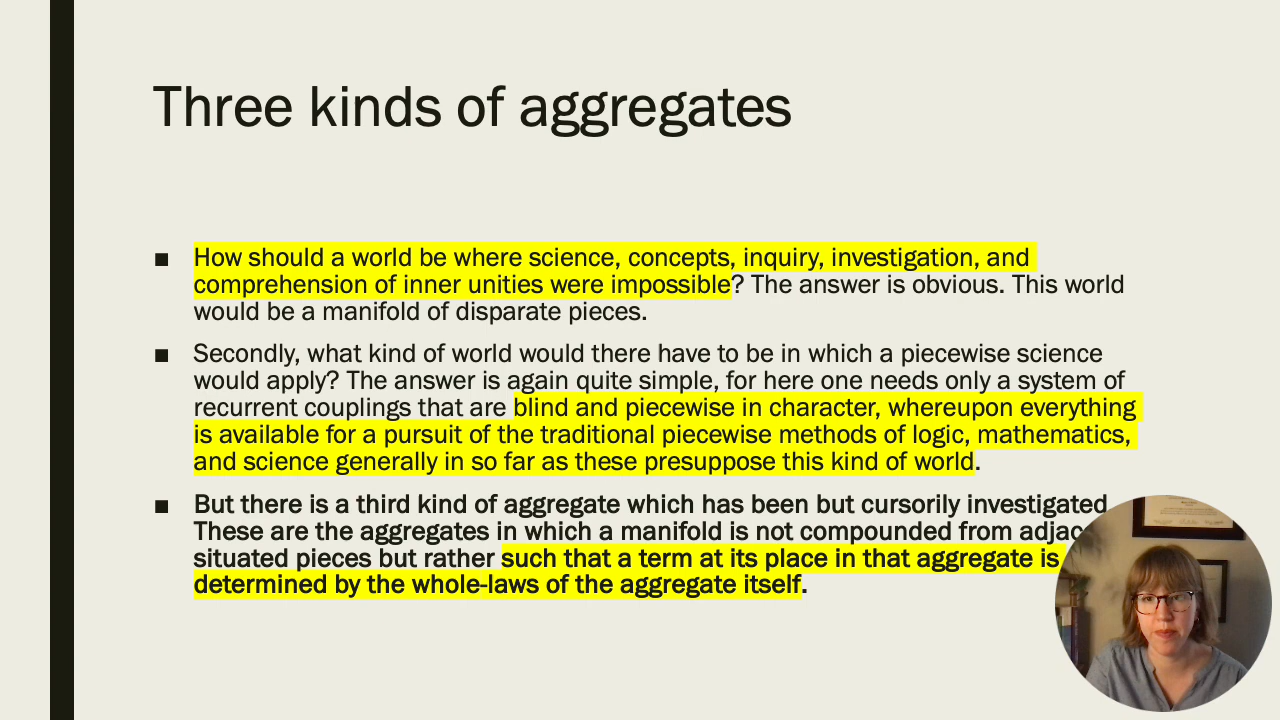 Three kinds of aggregates
■ How should a world be where science, concepts, inquiry, investigation, and
comprehension of inner unities were impossible? The answer is obvious. This world
would be a manifold of disparate pieces.
■ Secondly, what kind of world would there have to be in which a piecewise science
would apply? The answer is again quite simple, for here one needs only a system of
recurrent couplings that are blind and piecewise in character, whereupon everything
is available for a pursuit of the traditional piecewise methods of logic, mathematics,
and science generally in so far as these presuppose this kind of world.
■ But there is a third kind of aggregate which has been but cursorily investigated
These are the aggregates in which a manifold is not compounded from
situated pieces but rather such that a term at its place in that aggregate is
determined by the whole-laws of the aggregate itself.